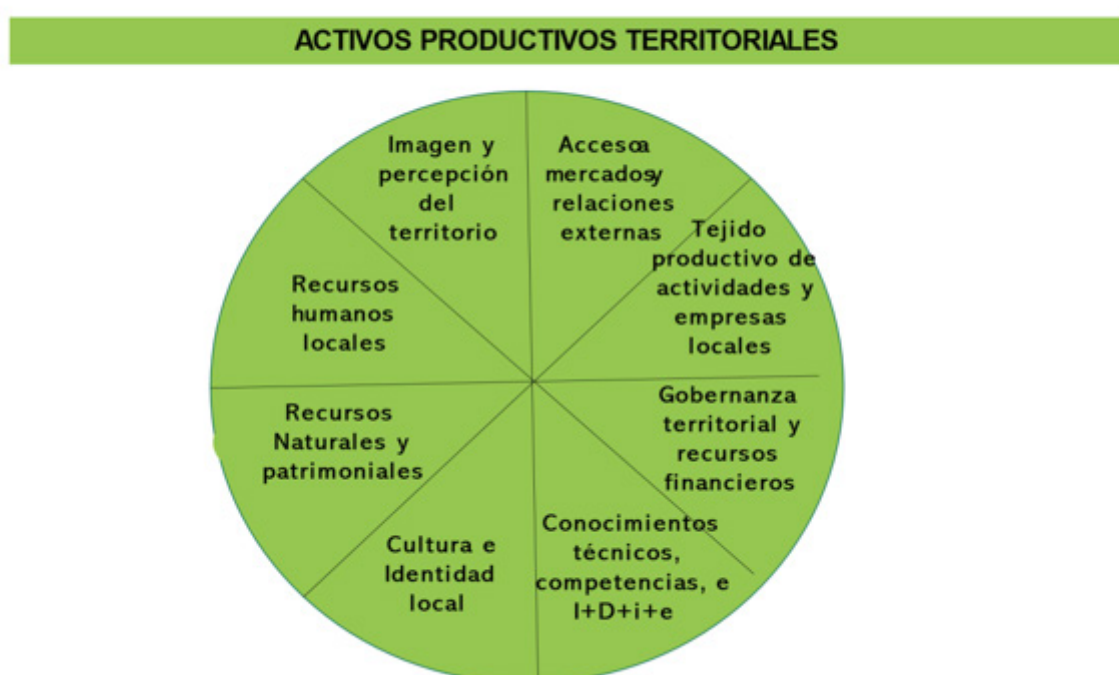 ACTIVOS PRODUCTIVOS TERRITORIALES
Imagen y
percepción
del
territorio
Accesoa
mercadosy
relaciones
externas
Tejido
productivo de
actividades y
empresas
locales
Gobernanza
territorial y
recursos
financieros
Conocimientos
técnicos,
competencias, e
I+D+i+e
Cultura e
Identidad
local
Recursos
Naturales y
patrimoniales
Recursos
humanos
locales